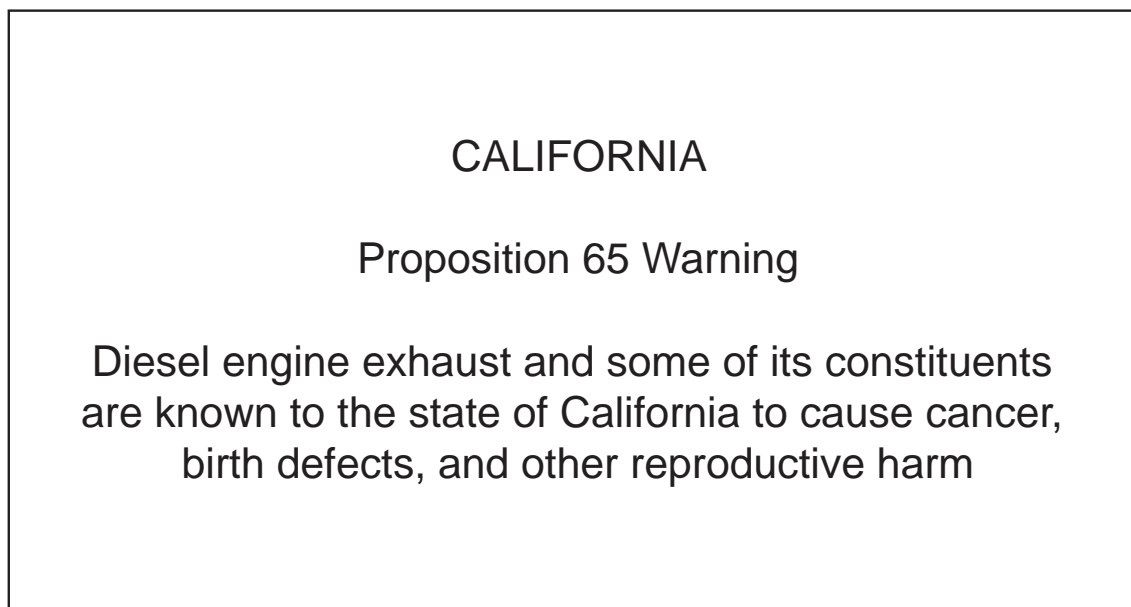 CALIFORNIA
Proposition 65 Warning
Diesel engine exhaust and some of its constituents
are known to the state of California to cause cancer,
birth defects, and other reproductive harm